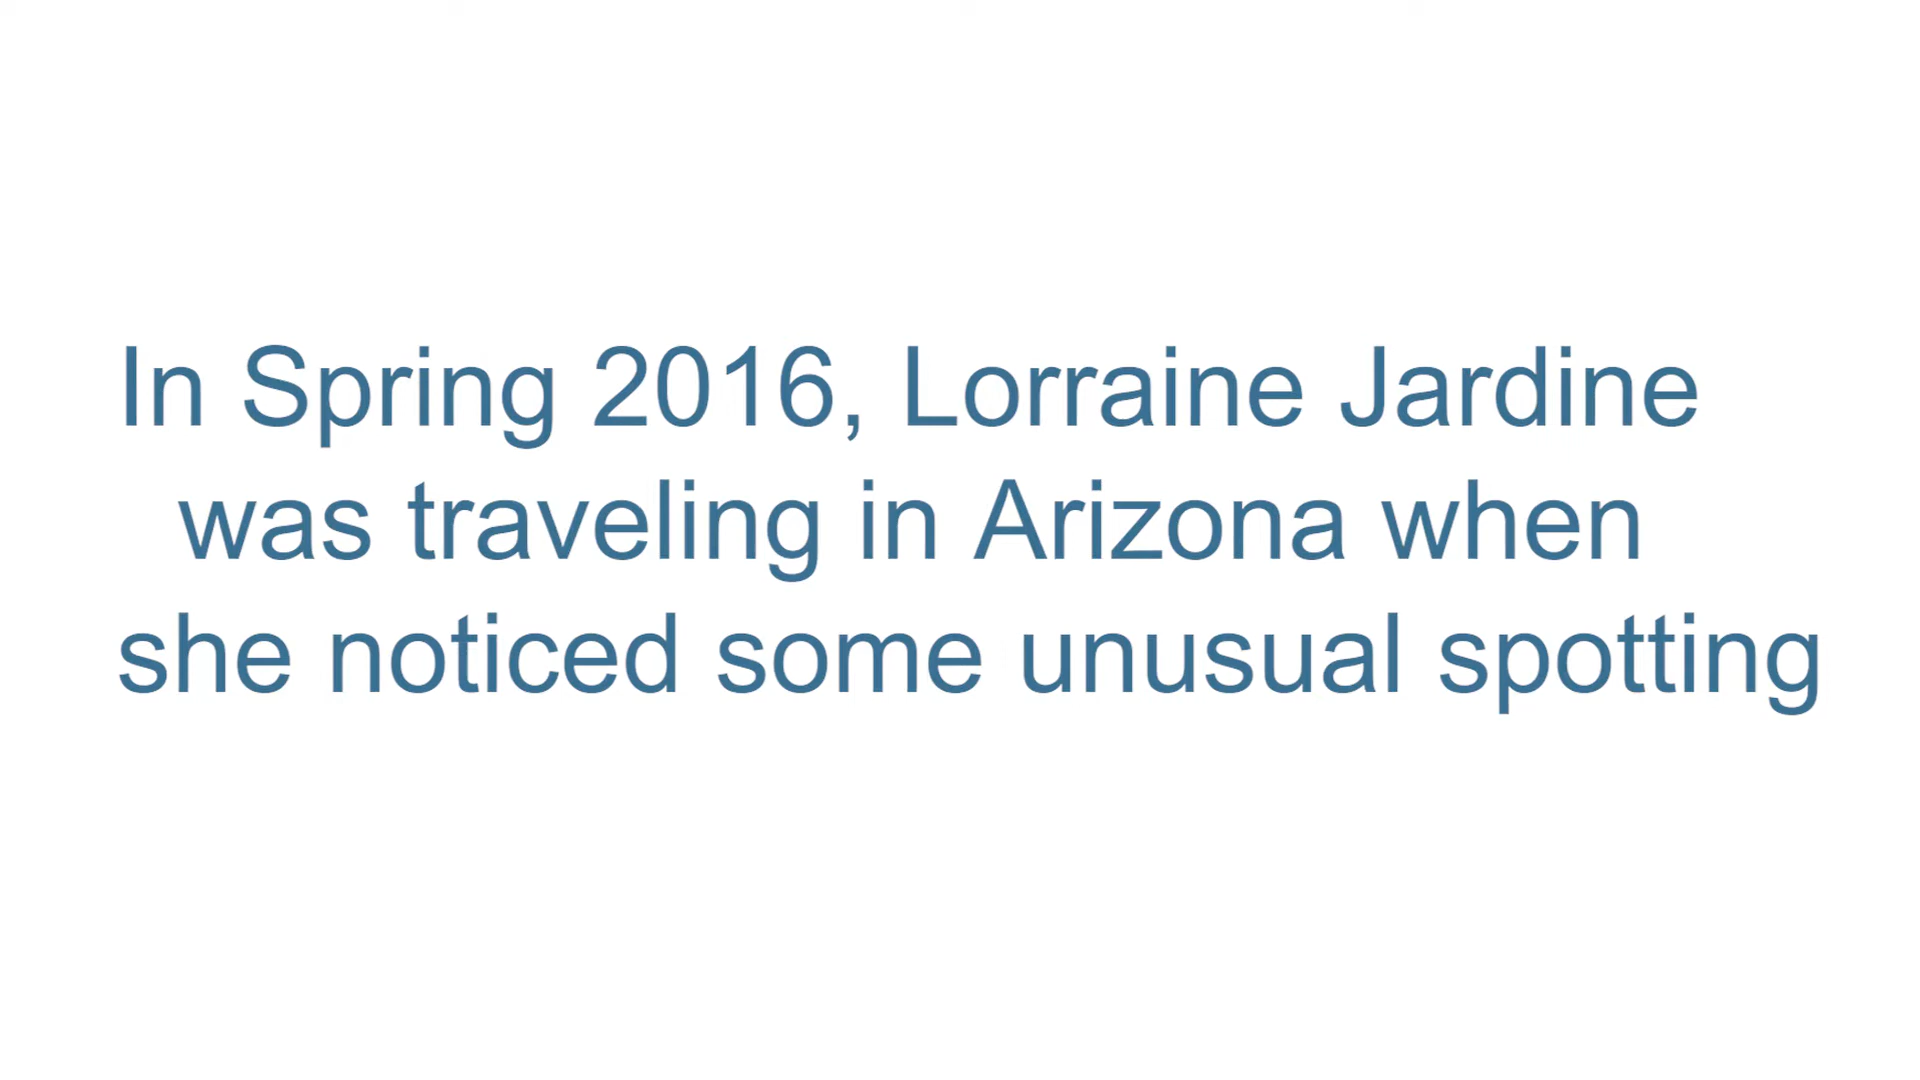 In Spring 2016, Lorraine Jardine
was traveling in Arizona when
she noticed some unusual spotting